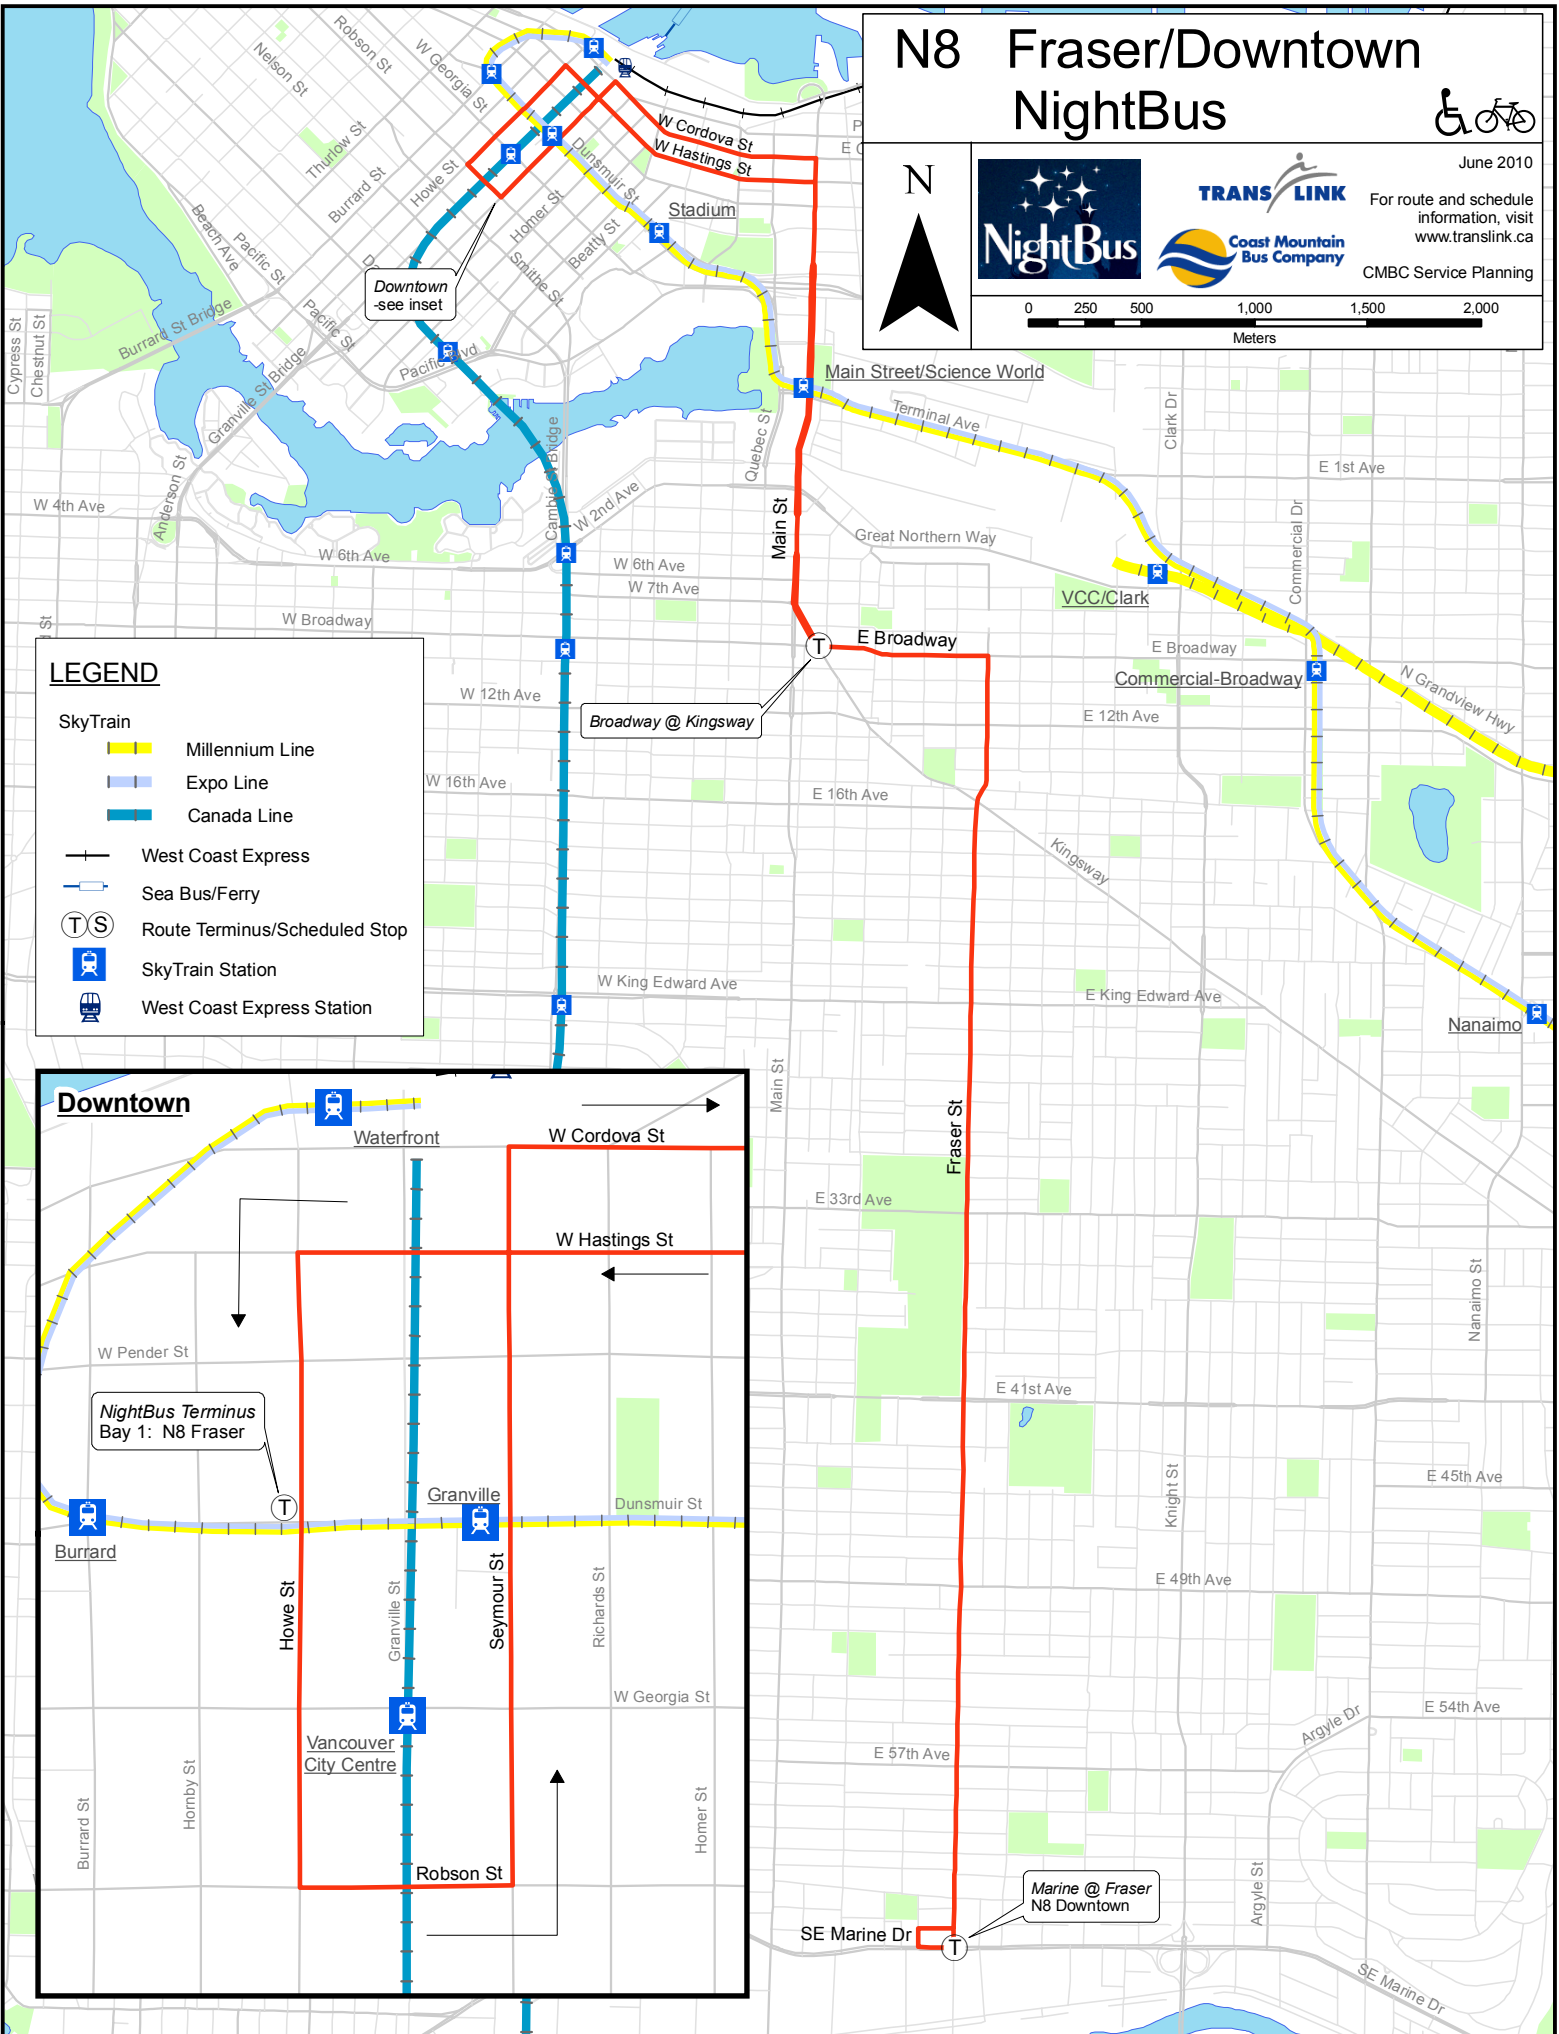 N8 Fraser/Downtown
NightBus
N
NightBus
TRANS LINK
Coast Mountain
Bus Company
June 2010
For route and schedule
information, visit
www.translink.ca
CMBC Service Planning
0 250 500 1,000 1,500 2,000
Meters
Robson St
Nelson St
W Georgia St
Thurlow St
Burrard St
Howe St
Dunsmuir St
W Cordova St
W Hastings St
Homer St
Beatty St
Smithe St
Stadium
Beach Ave
Pacific St
Downtown
-see inset
Pacific St
Burrard St Bridge
Granville St Bridge
Pacific Blvd
Cypress St
Chestnut St
Main Street/Science World
Terminal Ave
Quebec St
Clark Dr
E 1st Ave
Cambie St Bridge
W 4th Ave
Anderson St
W 2nd Ave
Main St
Great Northern Way
Commercial Dr
W 6th Ave
W 6th Ave
W 7th Ave
VCC/Clark
W Broadway
T
E Broadway
E Broadway
Commercial-Broadway
N Grandview Hwy
W 12th Ave
Broadway @ Kingsway
E 12th Ave
W 16th Ave
E 16th Ave
Kingsway
W King Edward Ave
E King Edward Ave
Nanaimo
Main St
Fraser St
E 33rd Ave
Nanaimo St
E 41st Ave
Knight St
E 45th Ave
E 49th Ave
E 54th Ave
Argyle Dr
E 57th Ave
Argyle St
Marine @ Fraser
N8 Downtown
SE Marine Dr
T
SE Marine Dr
LEGEND
SkyTrain
Millennium Line
Expo Line
Canada Line
West Coast Express
Sea Bus/Ferry
T S Route Terminus/Scheduled Stop
SkyTrain Station
West Coast Express Station
Downtown
Waterfront
W Cordova St
W Hastings St
W Pender St
NightBus Terminus
Bay 1: N8 Fraser
T
Granville
Dunsmuir St
Burrard
Howe St
Granville St
Seymour St
Richards St
W Georgia St
Vancouver
City Centre
Burrard St
Hornby St
Homer St
Robson St